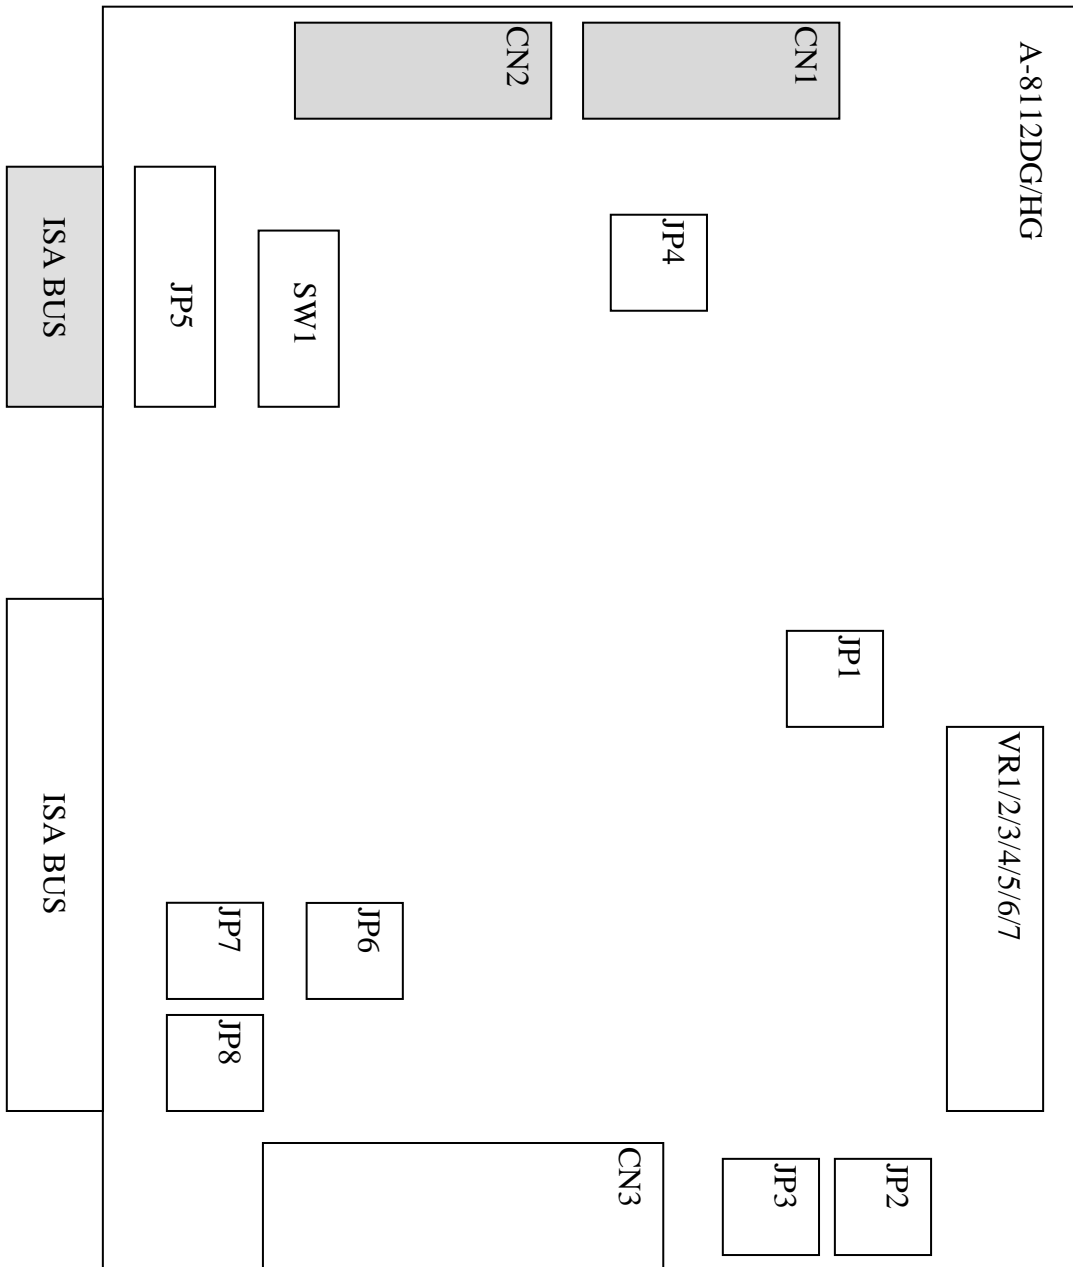 A-8112DG/HG
VR1/2/3/4/5/6/7
JP2
JP1
CN1
JP3
JP4
CN3
CN2
JP6
SW1
JP7
JP8
JP5
ISA BUS
ISA BUS